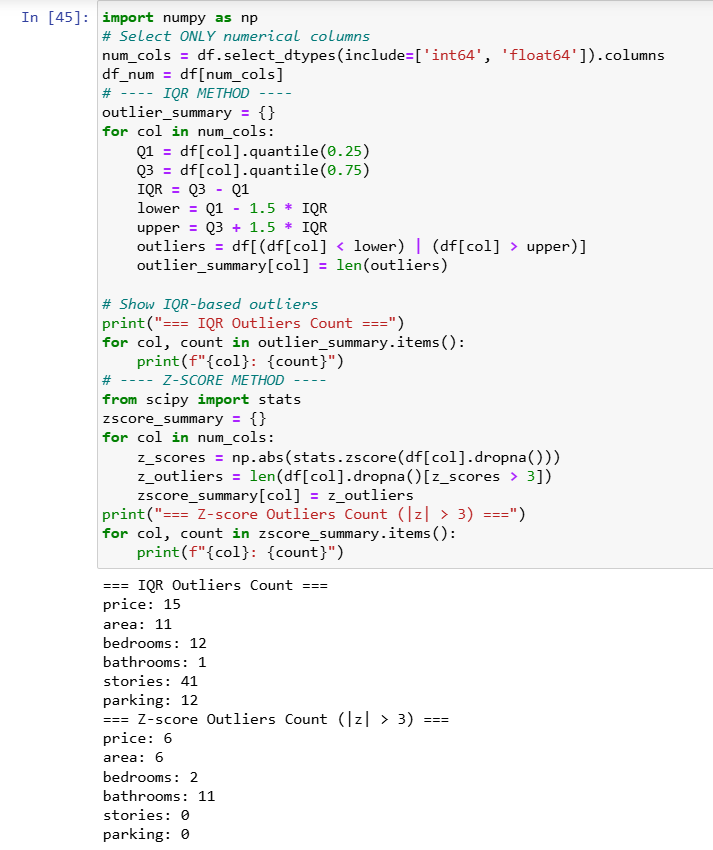 In [45]: import numpy as np
# Select ONLY numerical columns
num_cols = df.select_dtypes(include=['int64', 'float64']).columns
df_num = df[num_cols]
# ---- IQR METHOD ----
outlier_summary = {}
for col in num_cols:
    Q1 = df[col].quantile(0.25)
    Q3 = df[col].quantile(0.75)
    IQR = Q3 - Q1
    lower = Q1 - 1.5 * IQR
    upper = Q3 + 1.5 * IQR
    outliers = df[(df[col] < lower) | (df[col] > upper)]
    outlier_summary[col] = len(outliers)

# Show IQR-based outliers
print("=== IQR Outliers Count ===")
for col, count in outlier_summary.items():
    print(f"{col}: {count}")
# ---- Z-SCORE METHOD ----
from scipy import stats
zscore_summary = {}
for col in num_cols:
    z_scores = np.abs(stats.zscore(df[col].dropna()))
    z_outliers = len(df[col].dropna()[z_scores > 3])
    zscore_summary[col] = z_outliers
print("=== Z-score Outliers Count (|z| > 3) ===")
for col, count in zscore_summary.items():
    print(f"{col}: {count}")
=== IQR Outliers Count ===
price: 15
area: 11
bedrooms: 12
bathrooms: 1
stories: 41
parking: 12
=== Z-score Outliers Count (|z| > 3) ===
price: 6
area: 6
bedrooms: 2
bathrooms: 11
stories: 0
parking: 0